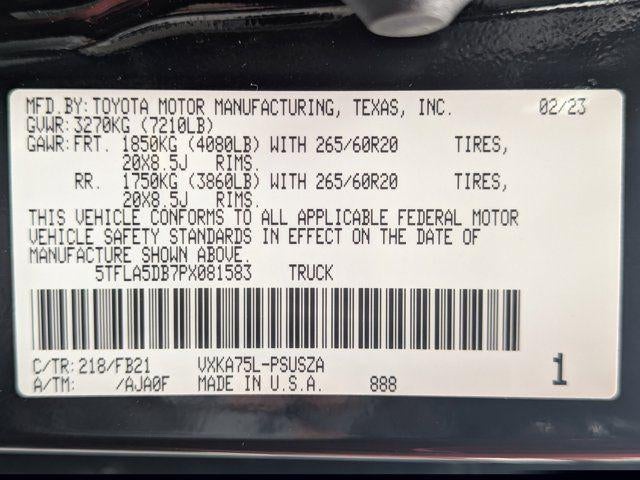 MFD.BY: TOYOTA MOTOR MANUFACTURING, TEXAS, INC. 02/23
GVWR: 3270KG (7210LB)
GAWR: FRT. 1850KG (4080LB) WITH 265/60R20 TIRES,
20X8.5J RIMS.
RR. 1750KG (3860LB) WITH 265/60R20 TIRES,
20X8.5J RIMS.
THIS VEHICLE CONFORMS TO ALL APPLICABLE FEDERAL MOTOR
VEHICLE SAFETY STANDARDS IN EFFECT ON THE DATE OF
MANUFACTURE SHOWN ABOVE.
5TFLA5DB7PX081583 TRUCK
C/TR: 218/FB21 VXKA75L-PSUSZA
A/TM: /AJA0F MADE IN U.S.A. 888 1